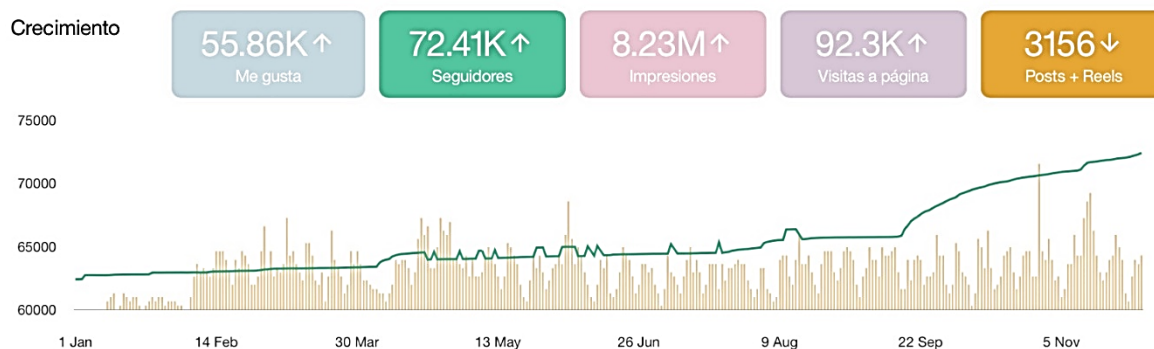 Crecimiento
55.86K↑
Me gusta
72.41K↑
Seguidores
8.23M↑
Impresiones
92.3K↑
Visitas a página
3156↓
Posts + Reels
75000
70000
65000
60000
1 Jan
14 Feb
30 Mar
13 May
26 Jun
9 Aug
22 Sep
5 Nov